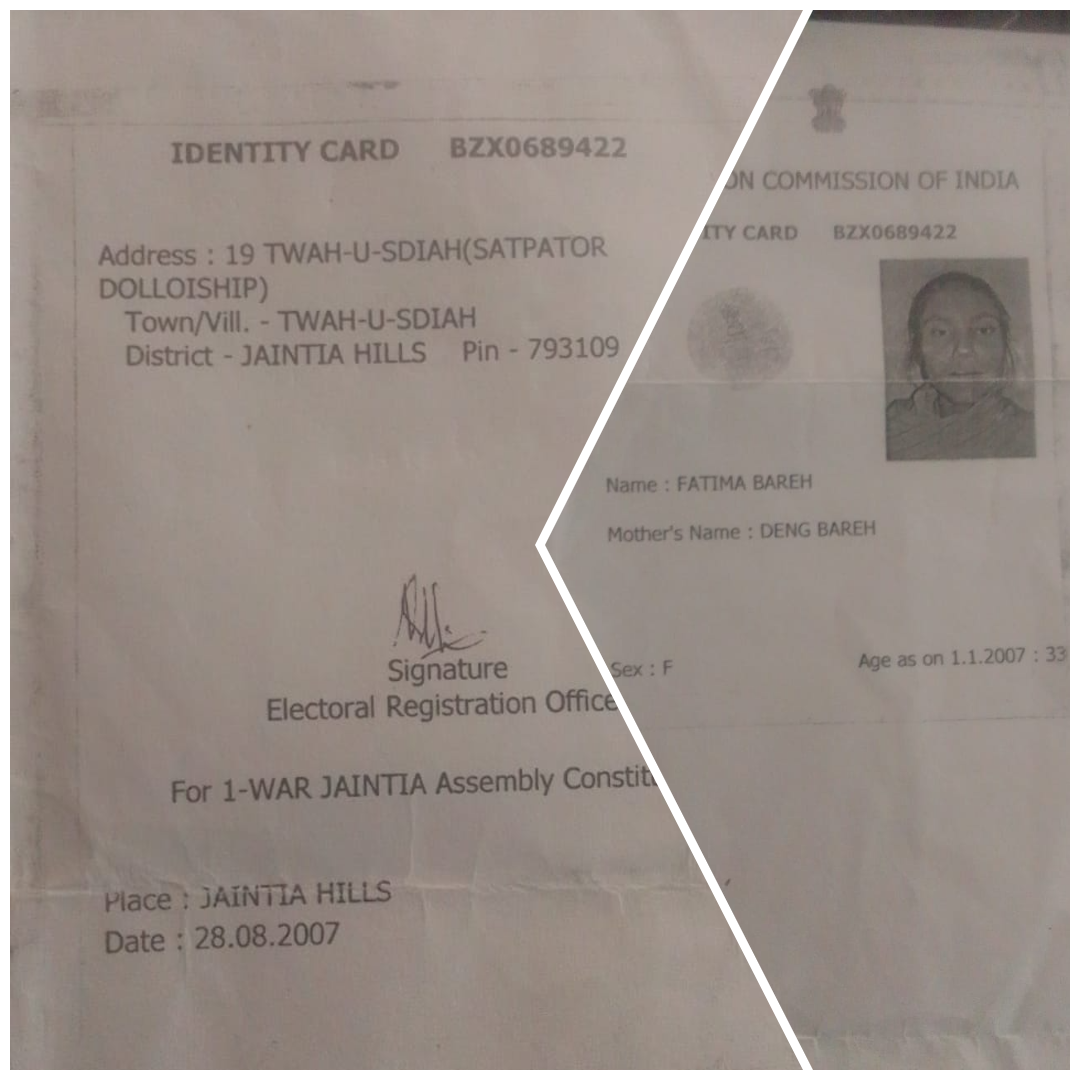 IDENTITY CARD BZX0689422
Address : 19 TWAH-U-SDIAH(SATPATOR
DOLLOISHIP)
Town/Vill. - TWAH-U-SDIAH
District - JAINTIA HILLS Pin - 793109
Signature
Electoral Registration Office
For 1-WAR JAINTIA Assembly Constit
Place : JAINTIA HILLS
Date : 28.08.2007
ON COMMISSION OF INDIA
ITY CARD BZX0689422
Name : FATIMA BAREH
Mother's Name : DENG BAREH
Sex : F Age as on 1.1.2007 : 33